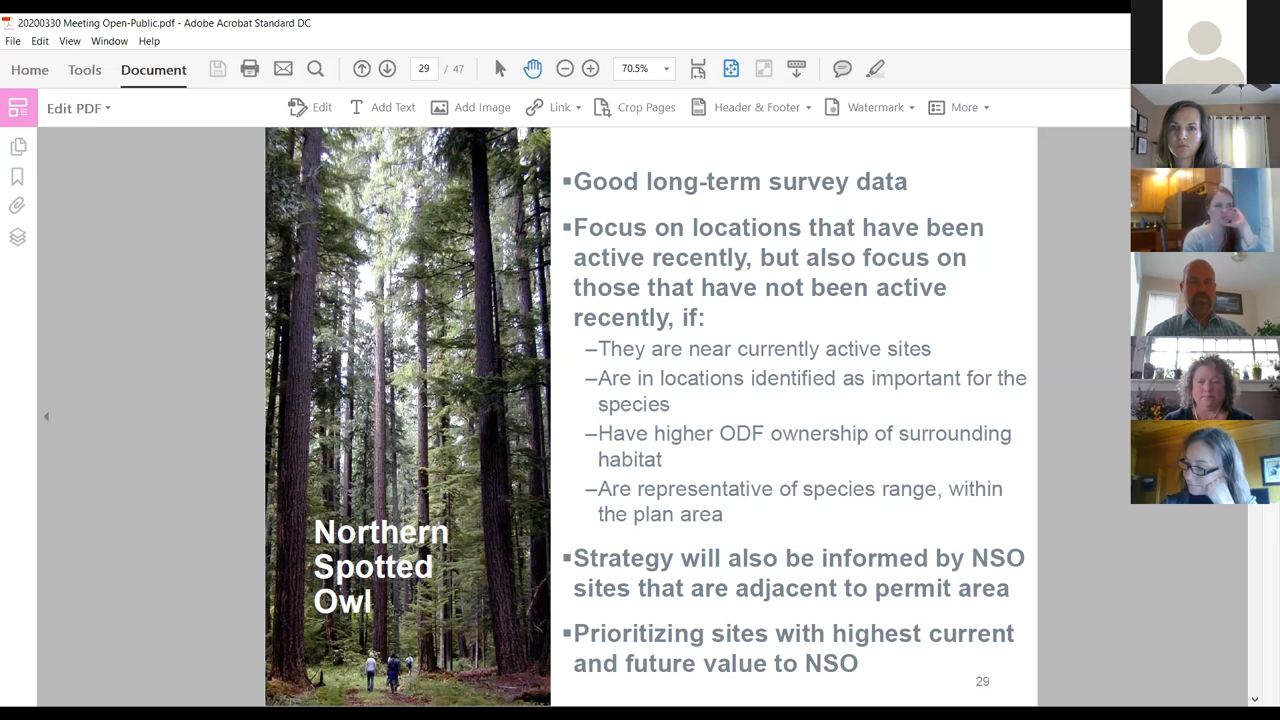 20200330 Meeting Open-Public.pdf - Adobe Acrobat Standard DC
File Edit View Window Help
Home Tools Document 29 / 47 70.5%
Edit PDF Edit Add Text Add Image Link Crop Pages Header & Footer Watermark More
Northern
Spotted
Owl
▪Good long-term survey data
▪Focus on locations that have been
active recently, but also focus on
those that have not been active
recently, if:
–They are near currently active sites
–Are in locations identified as important for the
species
–Have higher ODF ownership of surrounding
habitat
–Are representative of species range, within
the plan area
▪Strategy will also be informed by NSO
sites that are adjacent to permit area
▪Prioritizing sites with highest current
and future value to NSO
29